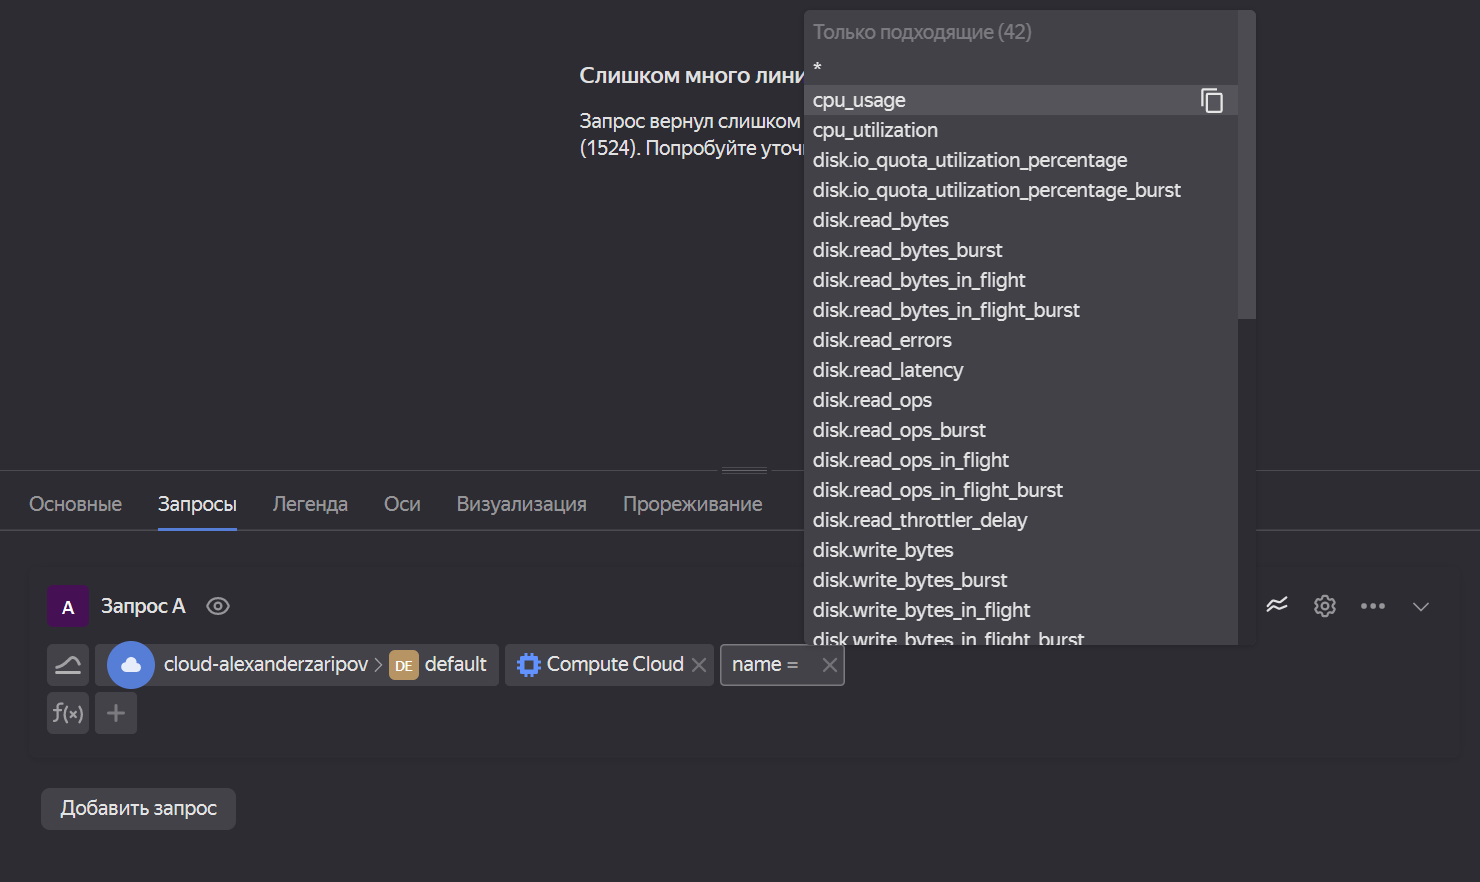 Только подходящие (42)
*
cpu_usage
cpu_utilization
disk.io_quota_utilization_percentage
disk.io_quota_utilization_percentage_burst
disk.read_bytes
disk.read_bytes_burst
disk.read_bytes_in_flight
disk.read_bytes_in_flight_burst
disk.read_errors
disk.read_latency
disk.read_ops
disk.read_ops_burst
disk.read_ops_in_flight
disk.read_ops_in_flight_burst
disk.read_throttler_delay
disk.write_bytes
disk.write_bytes_burst
disk.write_bytes_in_flight
disk.write_bytes_in_flight_burst
Слишком много лини
Запрос вернул слишком
(1524). Попробуйте уточ
Основные Запросы Легенда Оси Визуализация Прореживание
A Запрос A
cloud-alexanderzaripov > DE default Compute Cloud name =
f(x) +
Добавить запрос